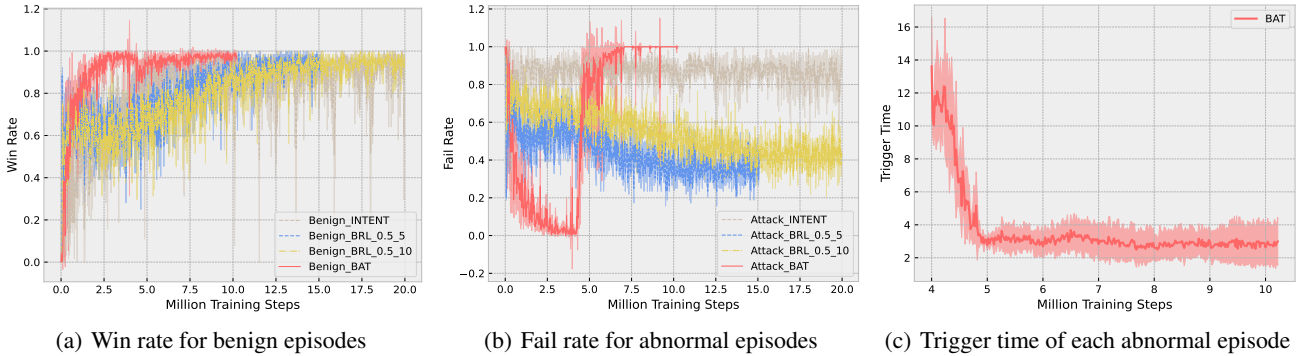 1.2
1.0
0.8
0.6
0.4
0.2
0.0
Win Rate
0.0 2.5 5.0 7.5 10.0 12.5 15.0 17.5 20.0
Million Training Steps
Benign_INTENT
Benign_BRL_0.5_5
Benign_BRL_0.5_10
Benign_BAT
(a) Win rate for benign episodes
1.2
1.0
0.8
0.6
0.4
0.2
0.0
−0.2
Fail Rate
0.0 2.5 5.0 7.5 10.0 12.5 15.0 17.5 20.0
Million Training Steps
Attack_INTENT
Attack_BRL_0.5_5
Attack_BRL_0.5_10
Attack_BAT
(b) Fail rate for abnormal episodes
16
14
12
10
8
6
4
2
Trigger Time
4 5 6 7 8 9 10
Million Training Steps
BAT
(c) Trigger time of each abnormal episode